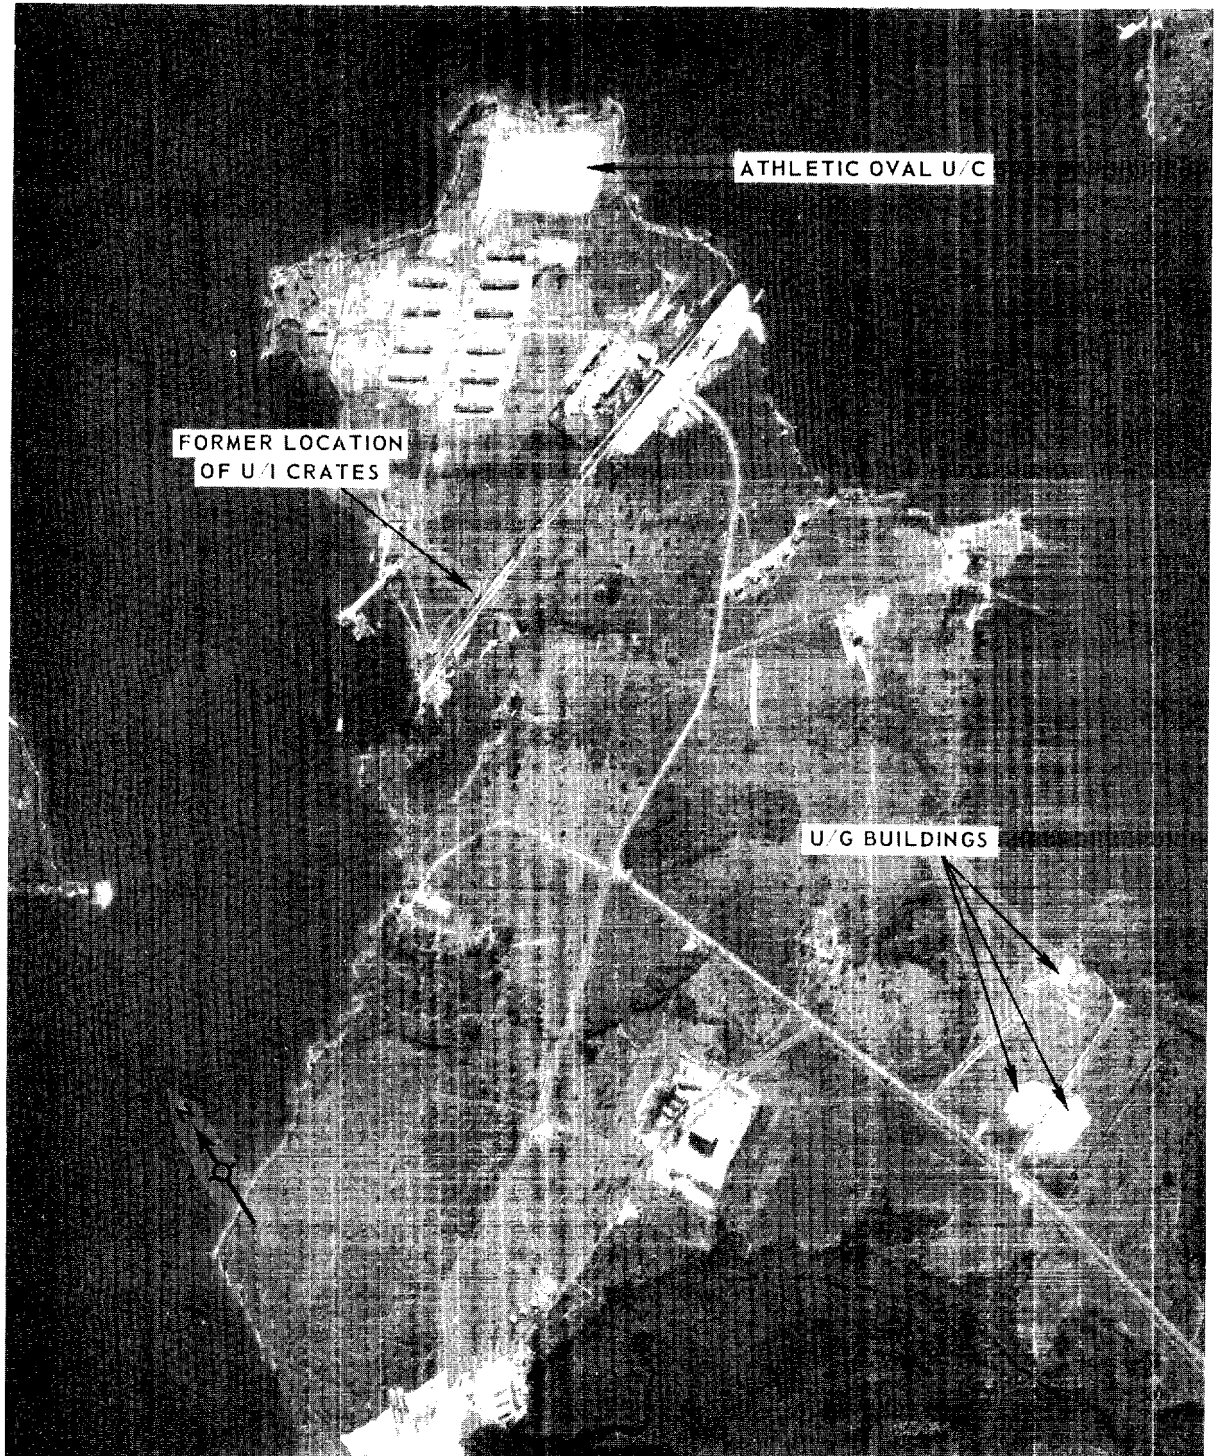 ATHLETIC OVAL U/C
FORMER LOCATION
OF U/I CRATES
U/G BUILDINGS